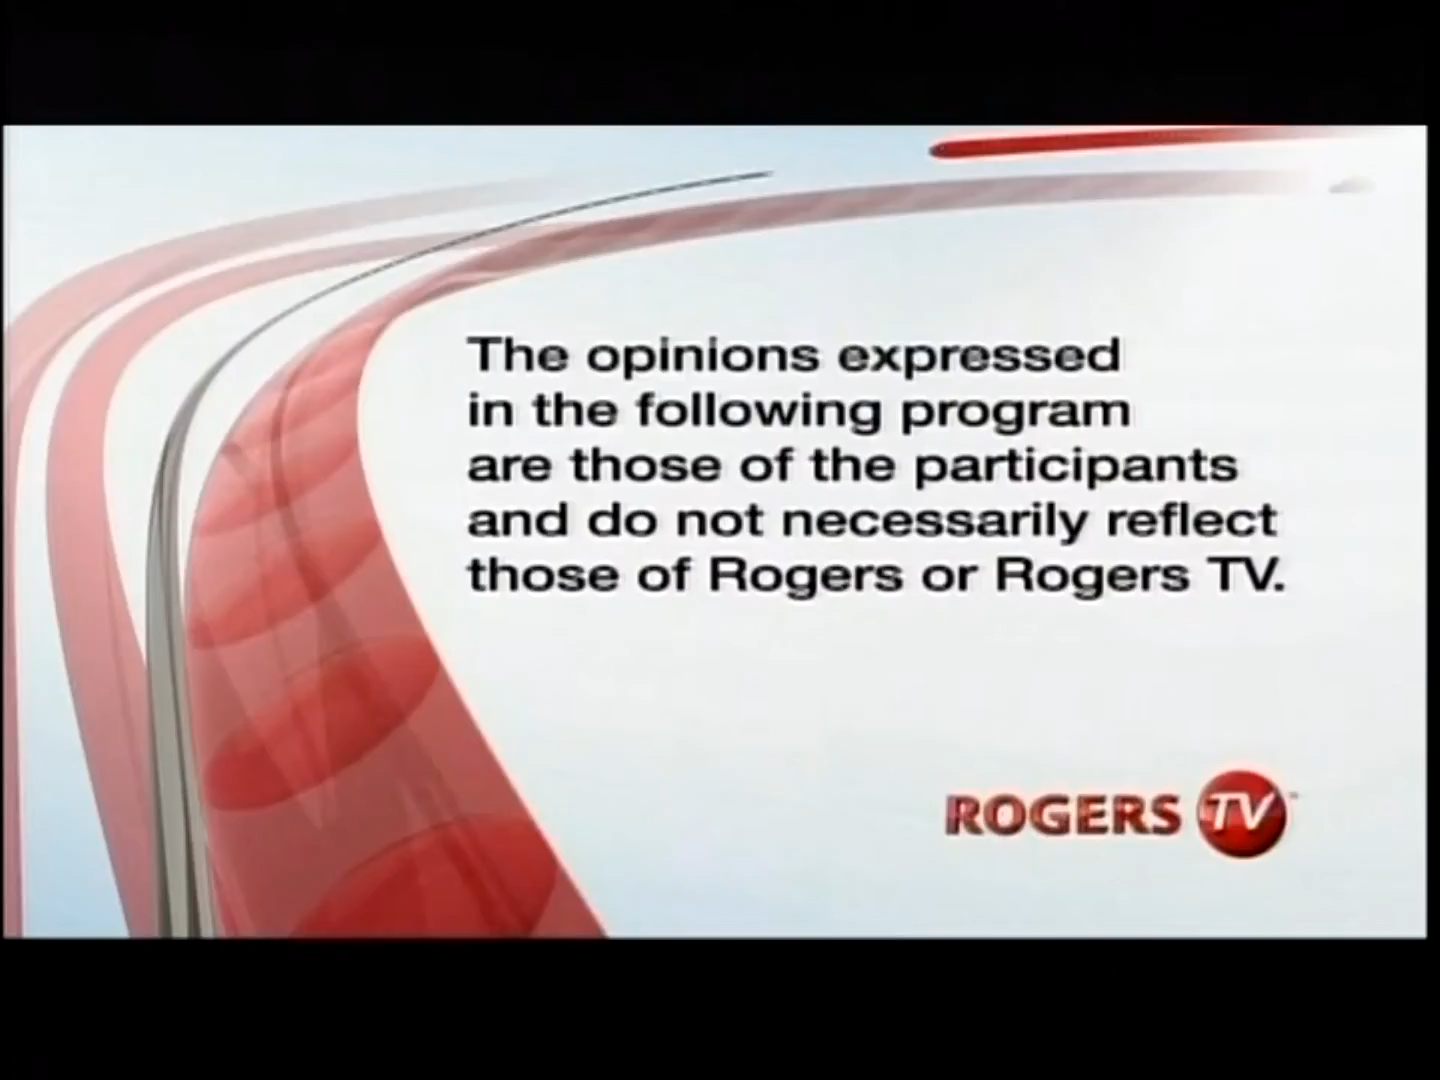 The opinions expressed
in the following program
are those of the participants
and do not necessarily reflect
those of Rogers or Rogers TV.
ROGERS TV™